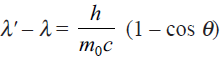 λ′ – λ = h / m₀c (1 – cos θ)